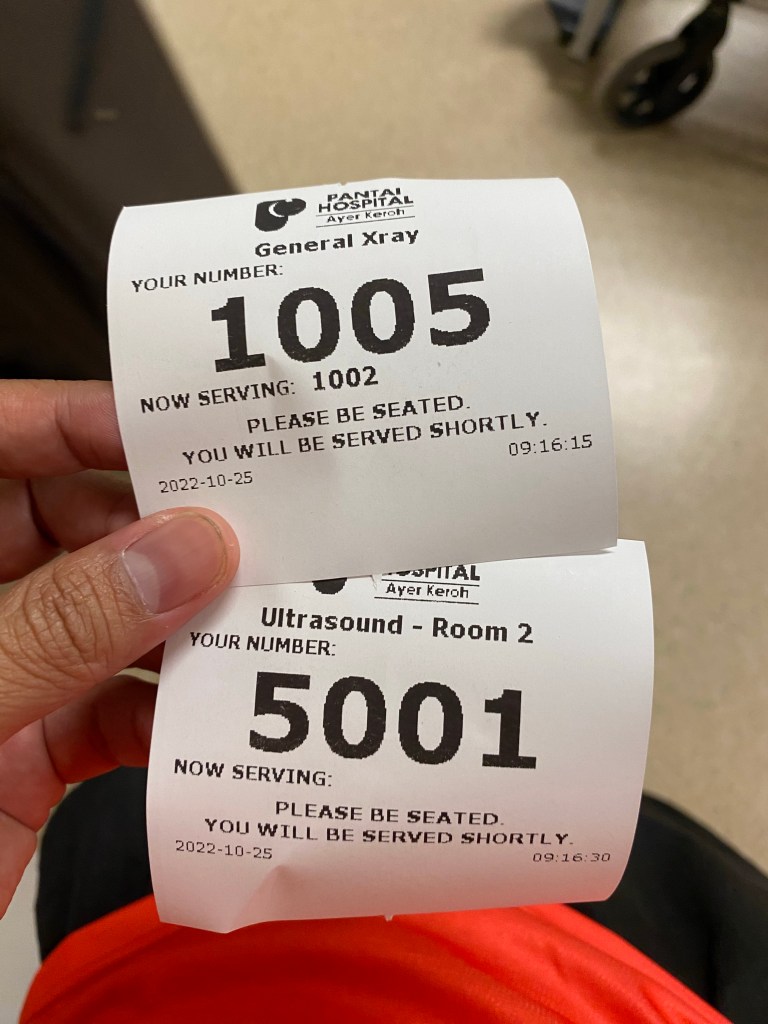 PANTAI
HOSPITAL
Ayer Keroh
General Xray
YOUR NUMBER:
1005
NOW SERVING: 1002
PLEASE BE SEATED.
YOU WILL BE SERVED SHORTLY.
2022-10-25 09:16:15
HOSPITAL
Ayer Keroh
Ultrasound - Room 2
YOUR NUMBER:
5001
NOW SERVING:
PLEASE BE SEATED.
YOU WILL BE SERVED SHORTLY.
2022-10-25 09:16:30